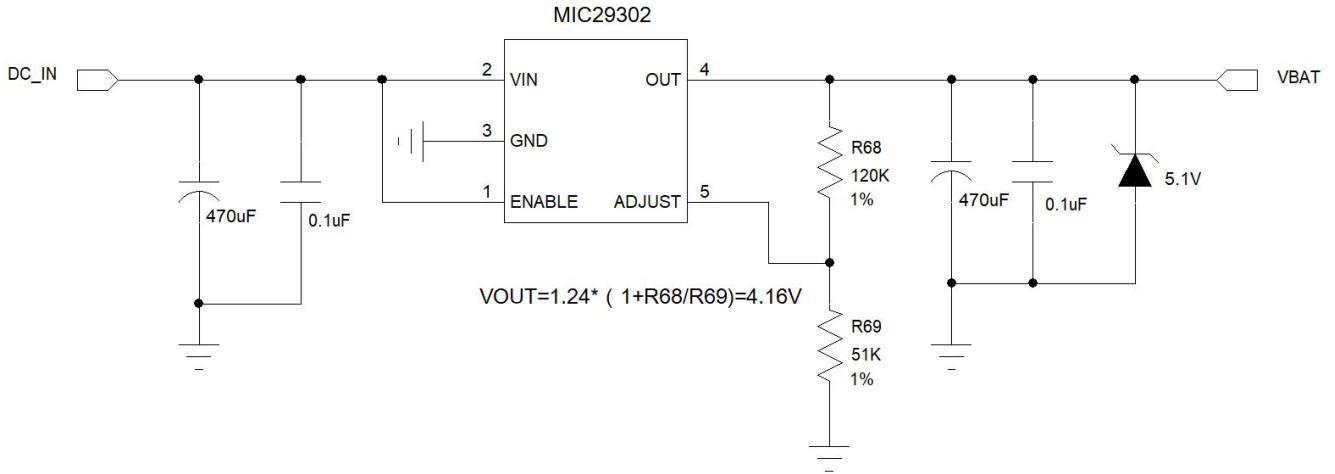 MIC29302
DC_IN
2
VIN
OUT
4
VBAT
3
GND
1
ENABLE
ADJUST
5
R68
120K
1%
470uF
0.1uF
470uF
0.1uF
5.1V
VOUT=1.24* ( 1+R68/R69)=4.16V
R69
51K
1%